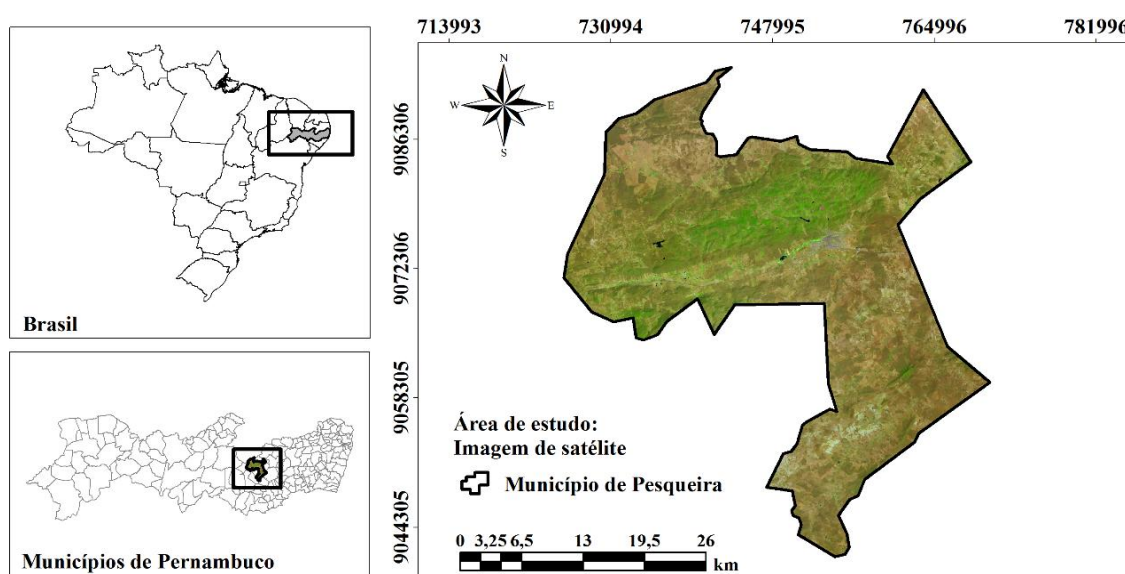 Brasil
Municípios de Pernambuco
713993 730994 747995 764996 781996
9086306
9072306
9058305
9044305
N
W E
S
Área de estudo:
Imagem de satélite
Município de Pesqueira
0 3,25 6,5 13 19,5 26
km